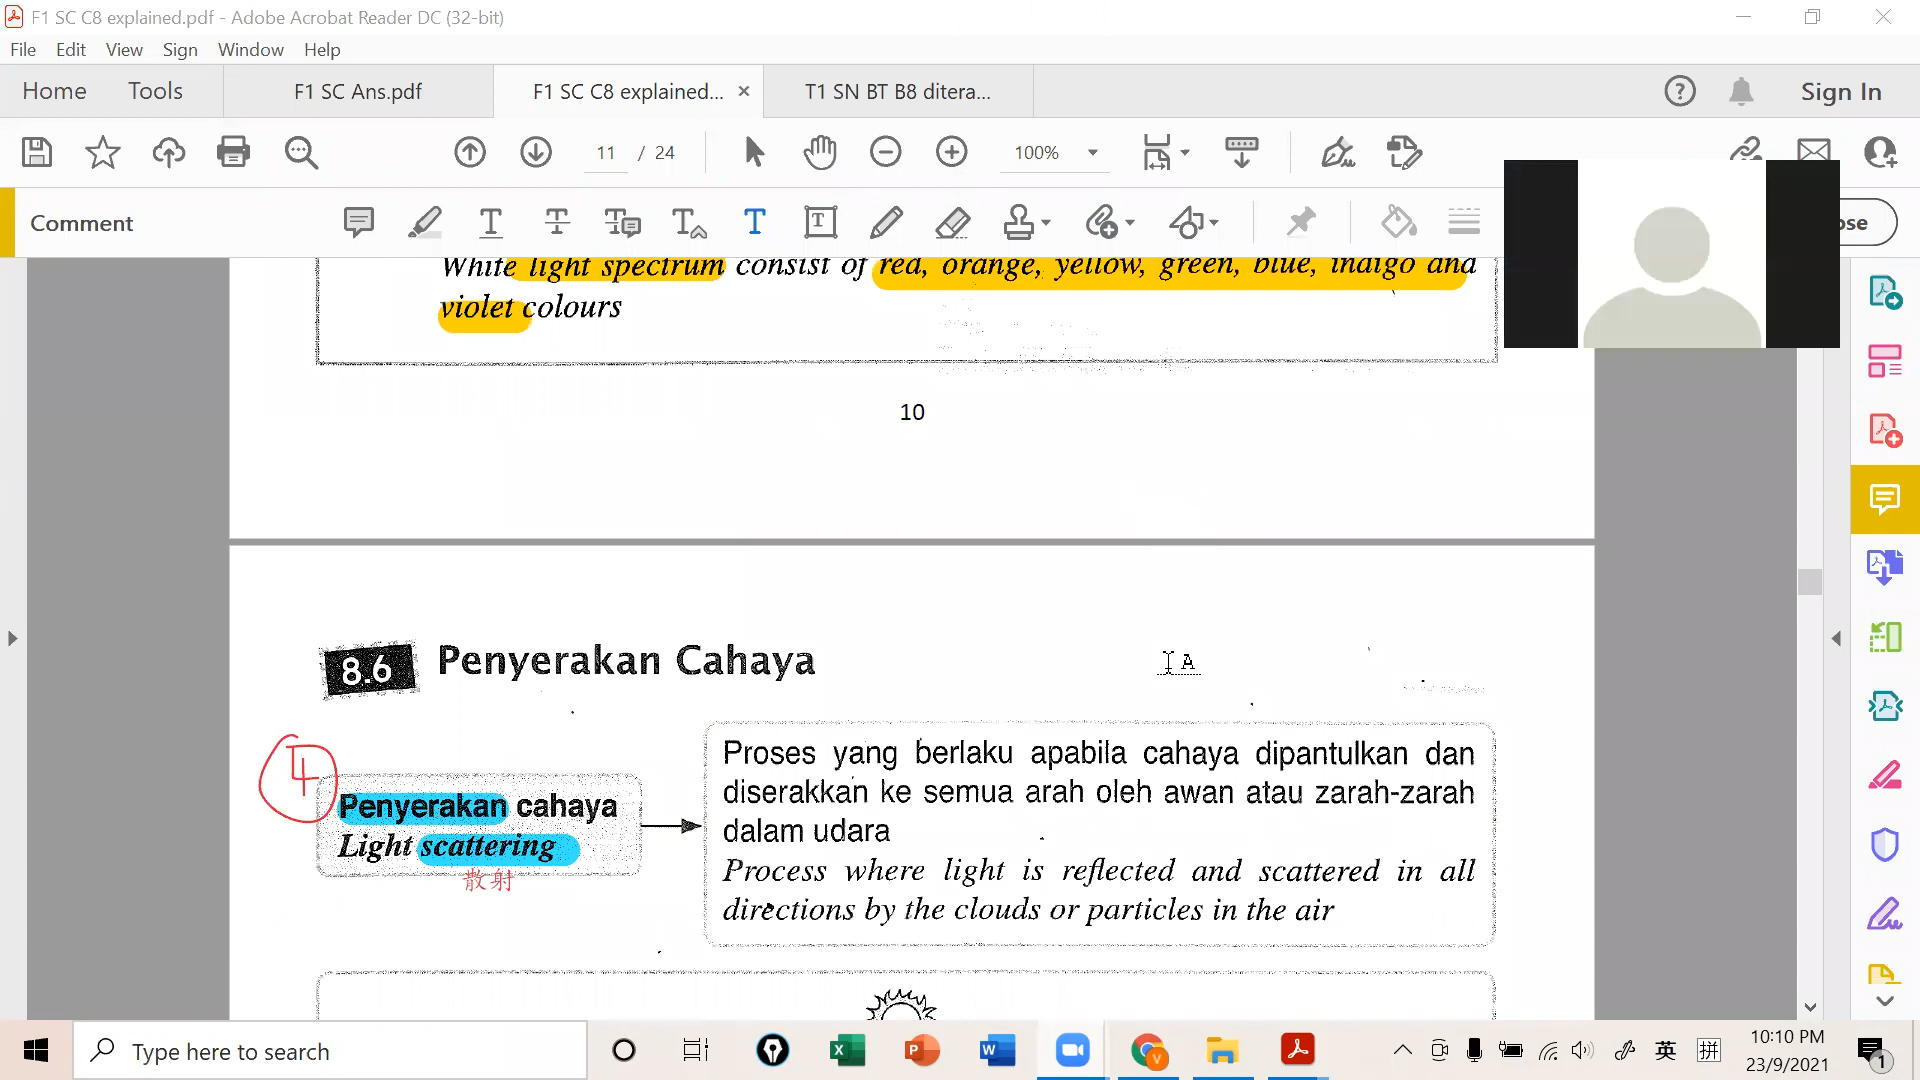 F1 SC C8 explained.pdf - Adobe Acrobat Reader DC (32-bit)
File Edit View Sign Window Help
Home Tools F1 SC Ans.pdf F1 SC C8 explained... × T1 SN BT B8 ditera... Sign In
11 / 24 100%
Comment
White light spectrum consist of red, orange, yellow, green, blue, indigo and
violet colours
10
8.6 Penyerakan Cahaya
A
4
Penyerakan cahaya
Light scattering
散射
Proses yang berlaku apabila cahaya dipantulkan dan
diserakkan ke semua arah oleh awan atau zarah-zarah
dalam udara
Process where light is reflected and scattered in all
directions by the clouds or particles in the air
Type here to search
英 拼
10:10 PM
23/9/2021
1